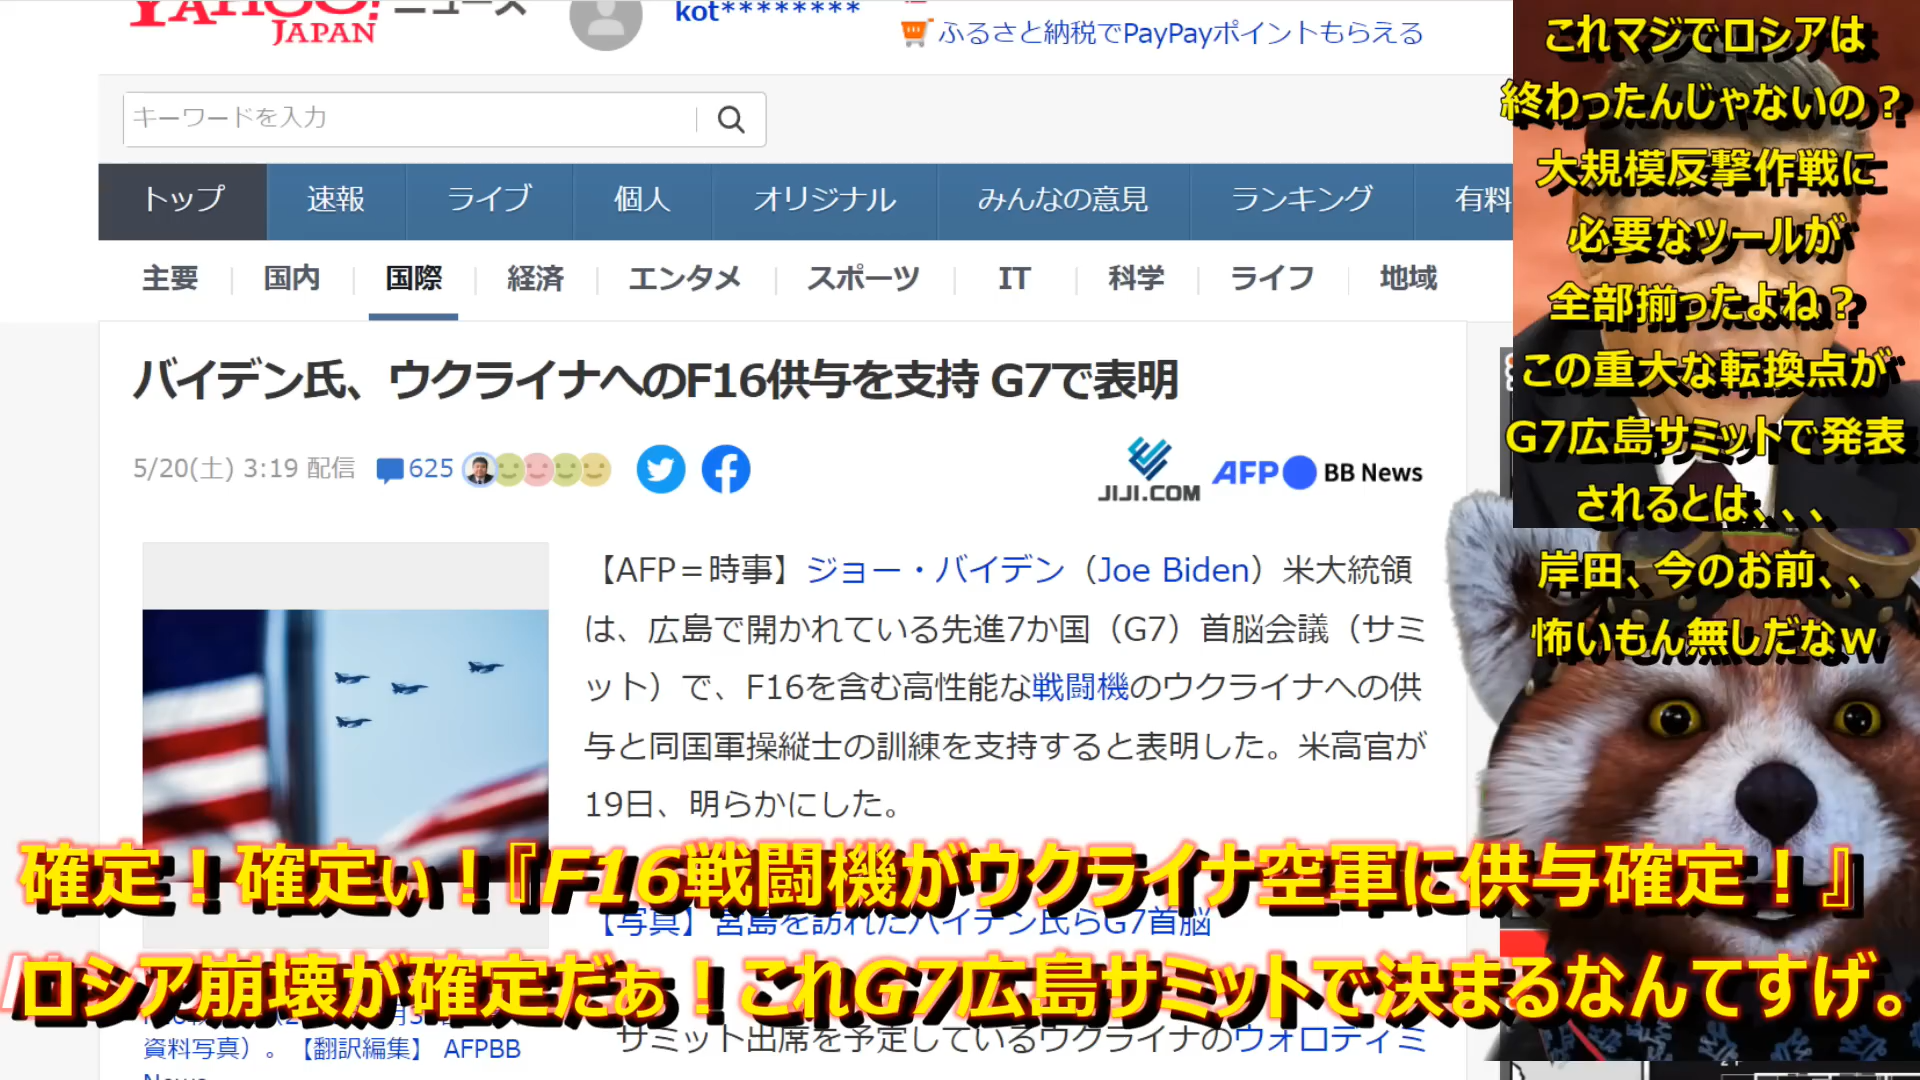 YAHOO! ニュース
JAPAN
kot********
ふるさと納税でPayPayポイントもらえる
キーワードを入力
トップ 速報 ライブ 個人 オリジナル みんなの意見 ランキング 有料
主要 国内 国際 経済 エンタメ スポーツ IT 科学 ライフ 地域
バイデン氏、ウクライナへのF16供与を支持 G7で表明
5/20(土) 3:19 配信 625
JIJI.COM AFP BB News
【AFP=時事】ジョー・バイデン（Joe Biden）米大統領
は、広島で開かれている先進7か国（G7）首脳会議（サミ
ット）で、F16を含む高性能な戦闘機のウクライナへの供
与と同国軍操縦士の訓練を支持すると表明した。米高官が
19日、明らかにした。
【写真】宮島を訪れたバイデン氏らG7首脳
サミット出席を予定しているウクライナのウォロディミ
資料写真）。【翻訳編集】 AFPBB
News
これマジでロシアは
終わったんじゃないの？
大規模反撃作戦に
必要なツールが
全部揃ったよね？
この重大な転換点が
G7広島サミットで発表
されるとは、、、
岸田、今のお前、、
怖いもん無しだなｗ
確定！確定ぃ！『F16戦闘機がウクライナ空軍に供与確定！』
ロシア崩壊が確定だぁ！これG7広島サミットで決まるなんてすげ。